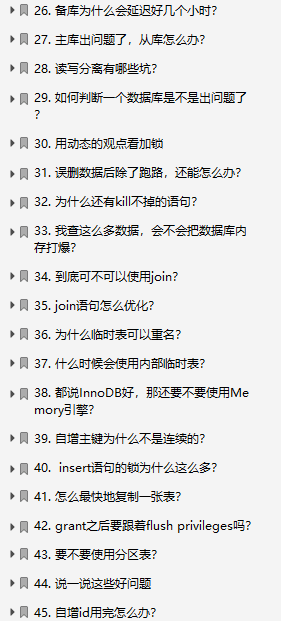 26. 备库为什么会延迟好几个小时?
27. 主库出问题了，从库怎么办?
28. 读写分离有哪些坑?
29. 如何判断一个数据库是不是出问题了
?
30. 用动态的观点看加锁
31. 误删数据后除了跑路，还能怎么办?
32. 为什么还有kill不掉的语句?
33. 我查这么多数据，会不会把数据库内
存打爆?
34. 到底可不可以使用join?
35. join语句怎么优化?
36. 为什么临时表可以重名?
37. 什么时候会使用内部临时表?
38. 都说InnoDB好，那还要不要使用Me
mory引擎?
39. 自增主键为什么不是连续的?
40. insert语句的锁为什么这么多?
41. 怎么最快地复制一张表?
42. grant之后要跟着flush privileges吗?
43. 要不要使用分区表?
44. 说一说这些好问题
45. 自增id用完怎么办?